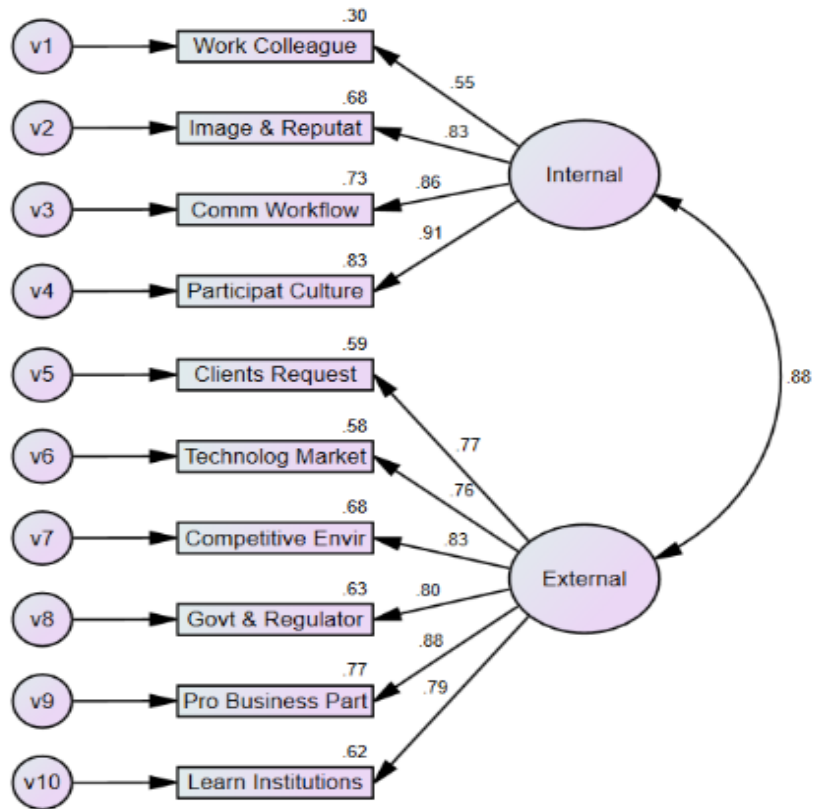 .30
v1 Work Colleague
.55
.68
v2 Image & Reputat
.83
Internal
.73
.86
v3 Comm Workflow
.91
.83
v4 Participat Culture
.59
v5 Clients Request
.88
.77
.58
v6 Technolog Market
.76
.68
v7 Competitive Envir
.83
External
.63
.80
v8 Govt & Regulator
.88
.77
v9 Pro Business Part
.79
.62
v10 Learn Institutions